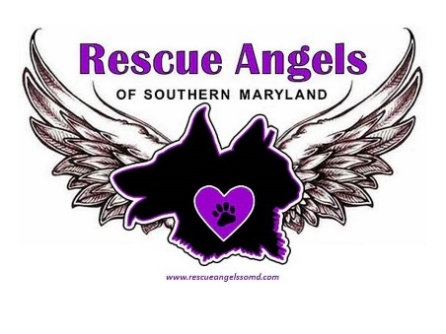 Rescue Angels
OF SOUTHERN MARYLAND
www.rescueangelssomd.com